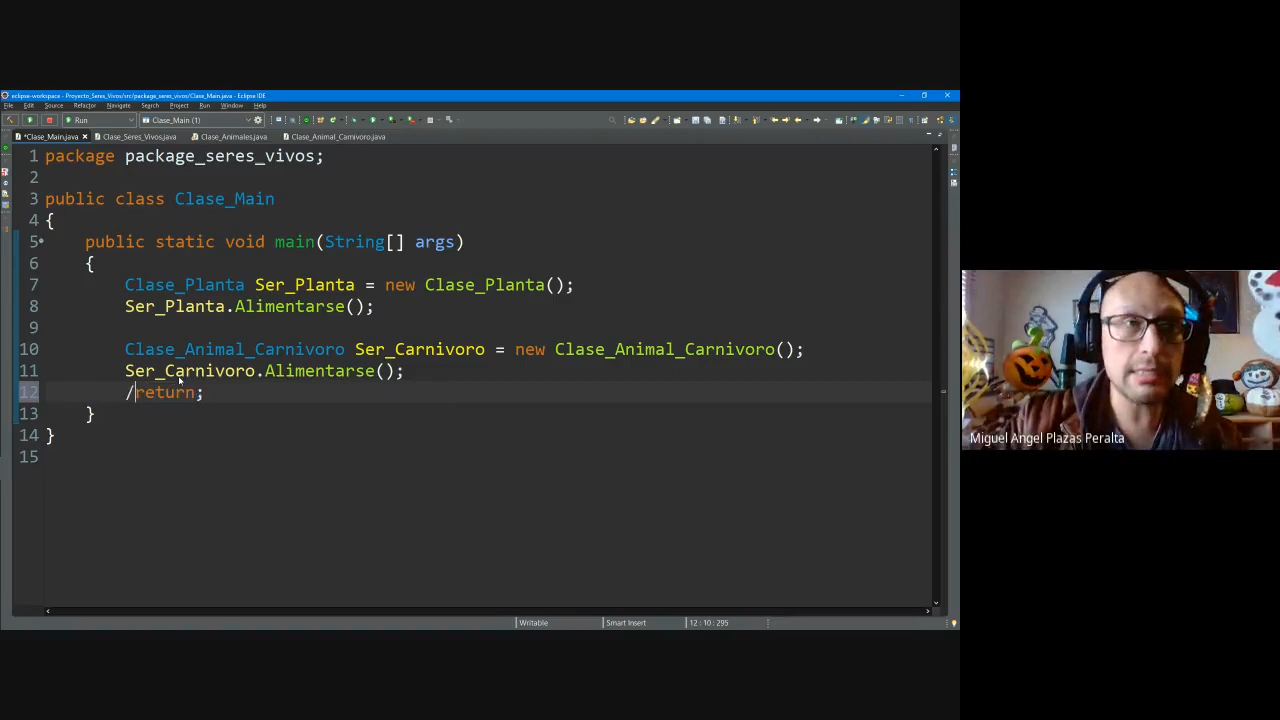 eclipse-workspace - Proyecto_Seres_Vivos/src/package_seres_vivos/Clase_Main.java - Eclipse IDE
File Edit Source Refactor Navigate Search Project Run Window Help
Run Clase_Main (1)
*Clase_Main.java Clase_Seres_Vivos.java Clase_Animales.java Clase_Animal_Carnivoro.java
1 package package_seres_vivos;
2
3 public class Clase_Main
4 {
5 public static void main(String[] args)
6 {
7 Clase_Planta Ser_Planta = new Clase_Planta();
8 Ser_Planta.Alimentarse();
9
10 Clase_Animal_Carnivoro Ser_Carnivoro = new Clase_Animal_Carnivoro();
11 Ser_Carnivoro.Alimentarse();
12 /return;
13 }
14 }
15
Writable Smart Insert 12 : 10 : 295
Miguel Angel Plazas Peralta